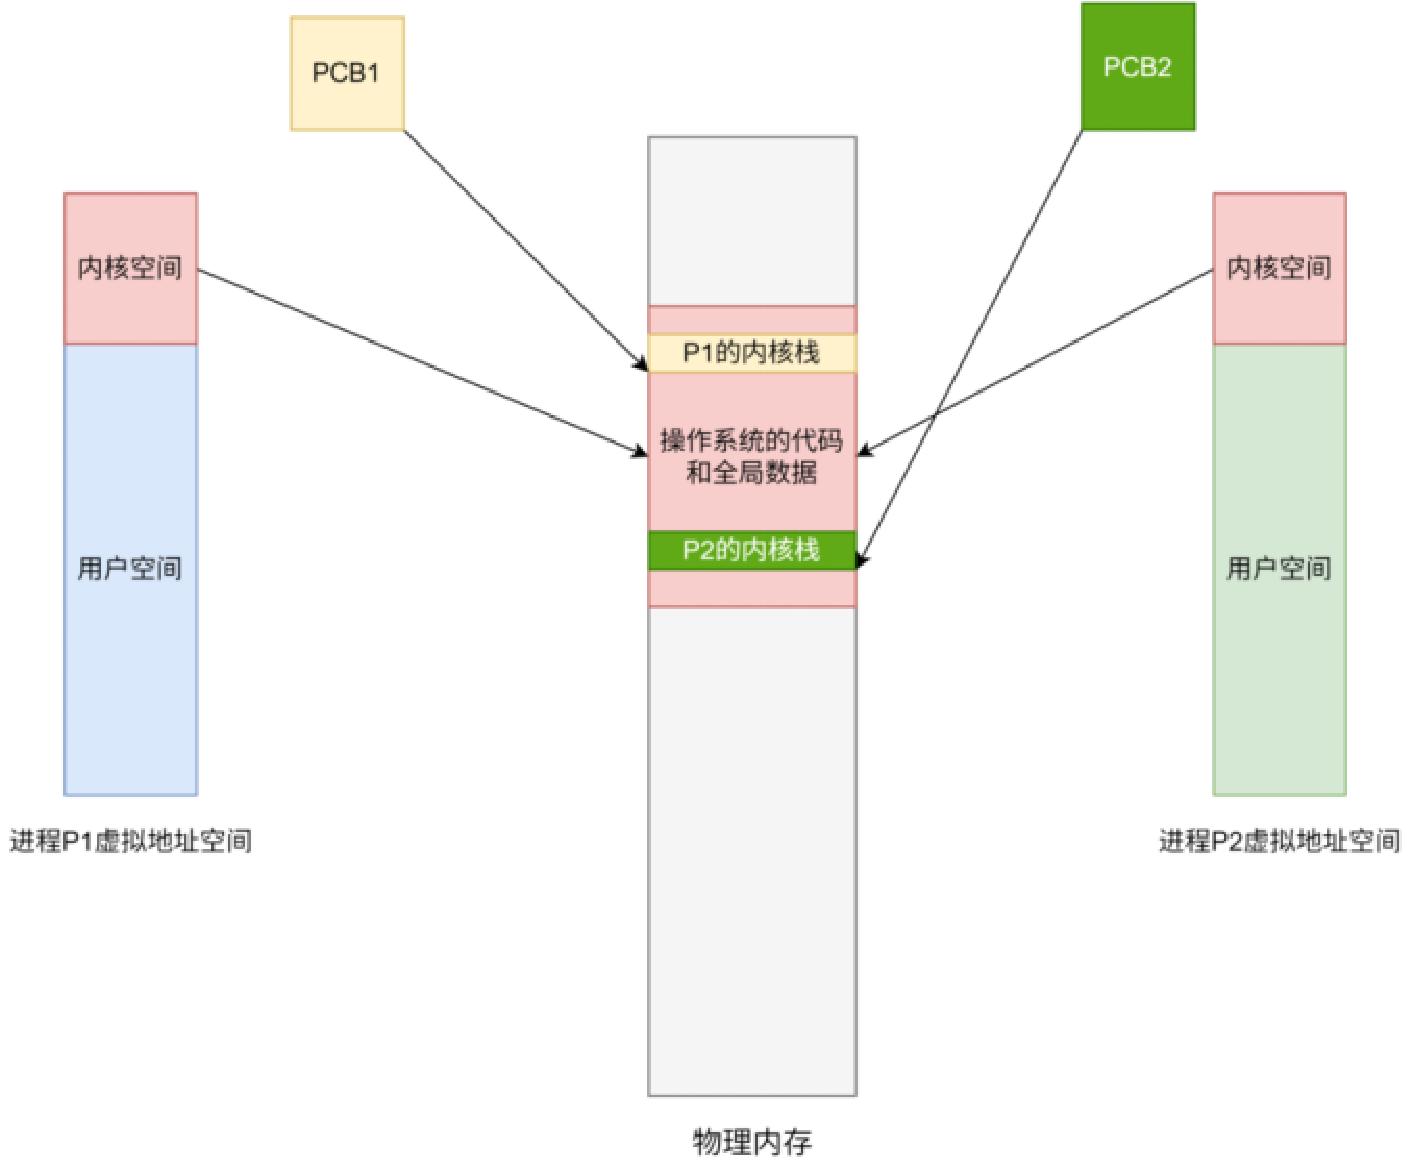 PCB1
PCB2
内核空间
用户空间
进程P1虚拟地址空间
P1的内核栈
操作系统的代码
和全局数据
P2的内核栈
物理内存
内核空间
用户空间
进程P2虚拟地址空间